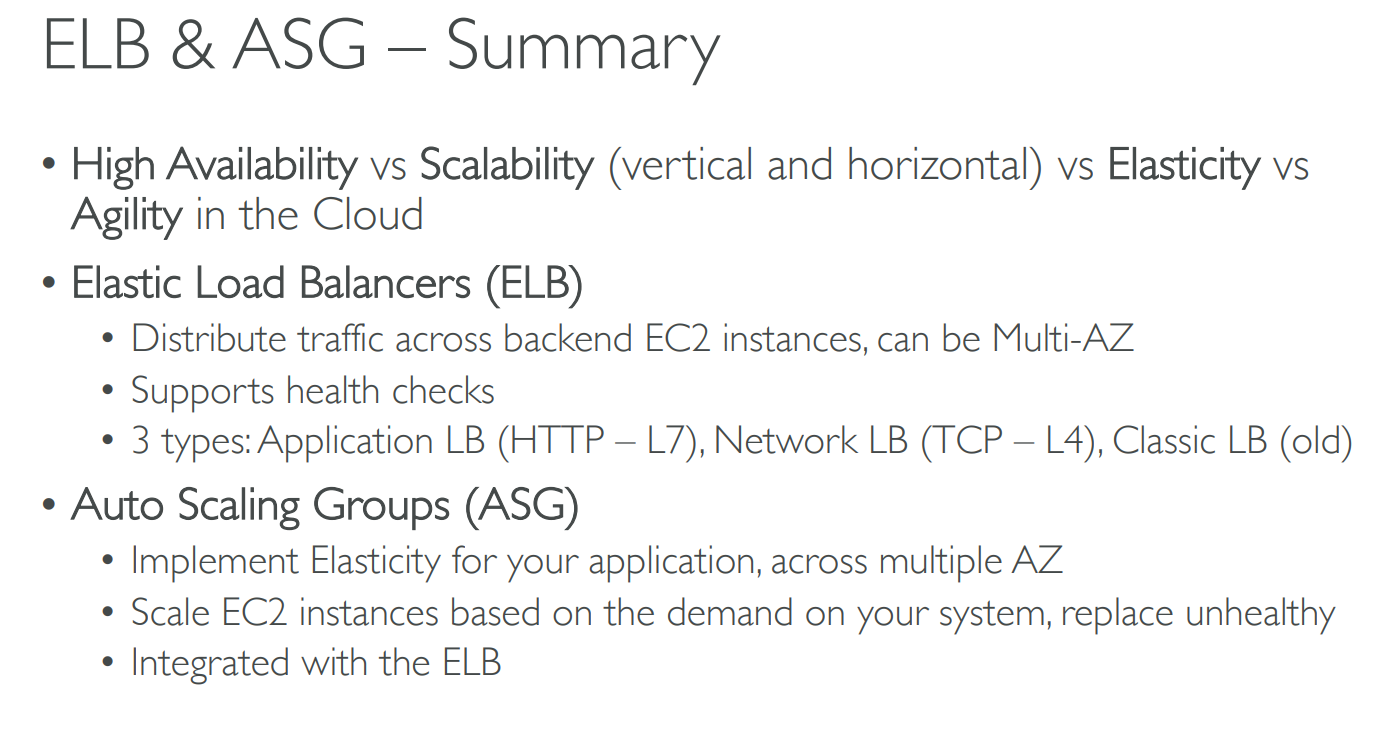 ELB & ASG – Summary
• High Availability vs Scalability (vertical and horizontal) vs Elasticity vs
Agility in the Cloud
• Elastic Load Balancers (ELB)
• Distribute traffic across backend EC2 instances, can be Multi-AZ
• Supports health checks
• 3 types: Application LB (HTTP – L7), Network LB (TCP – L4), Classic LB (old)
• Auto Scaling Groups (ASG)
• Implement Elasticity for your application, across multiple AZ
• Scale EC2 instances based on the demand on your system, replace unhealthy
• Integrated with the ELB